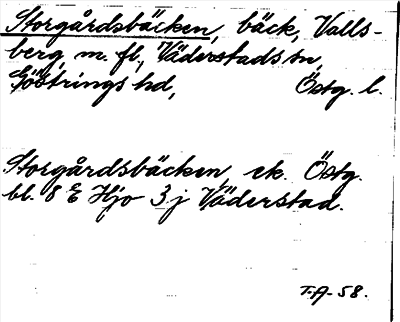 Storgårdsbäcken, bäck, Valls-
berg m. fl., Väderstads sn,
Göstrings hd, Östg. l.
Storgårdsbäcken, ek. Östg.
bl. 8 E Hjo 3 j Väderstad.
T.A-58.